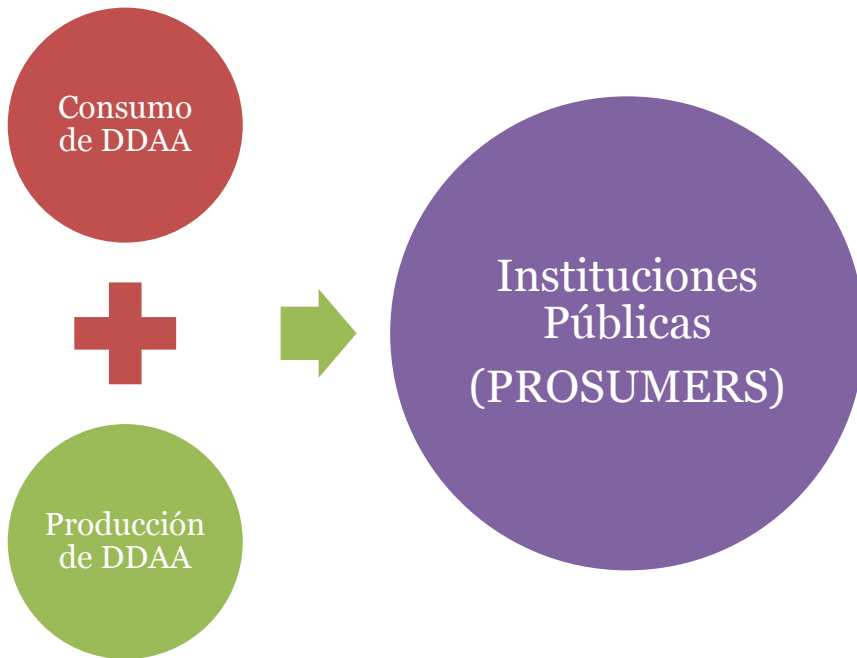 Consumo
de DDAA
Producción
de DDAA
Instituciones
Públicas
(PROSUMERS)